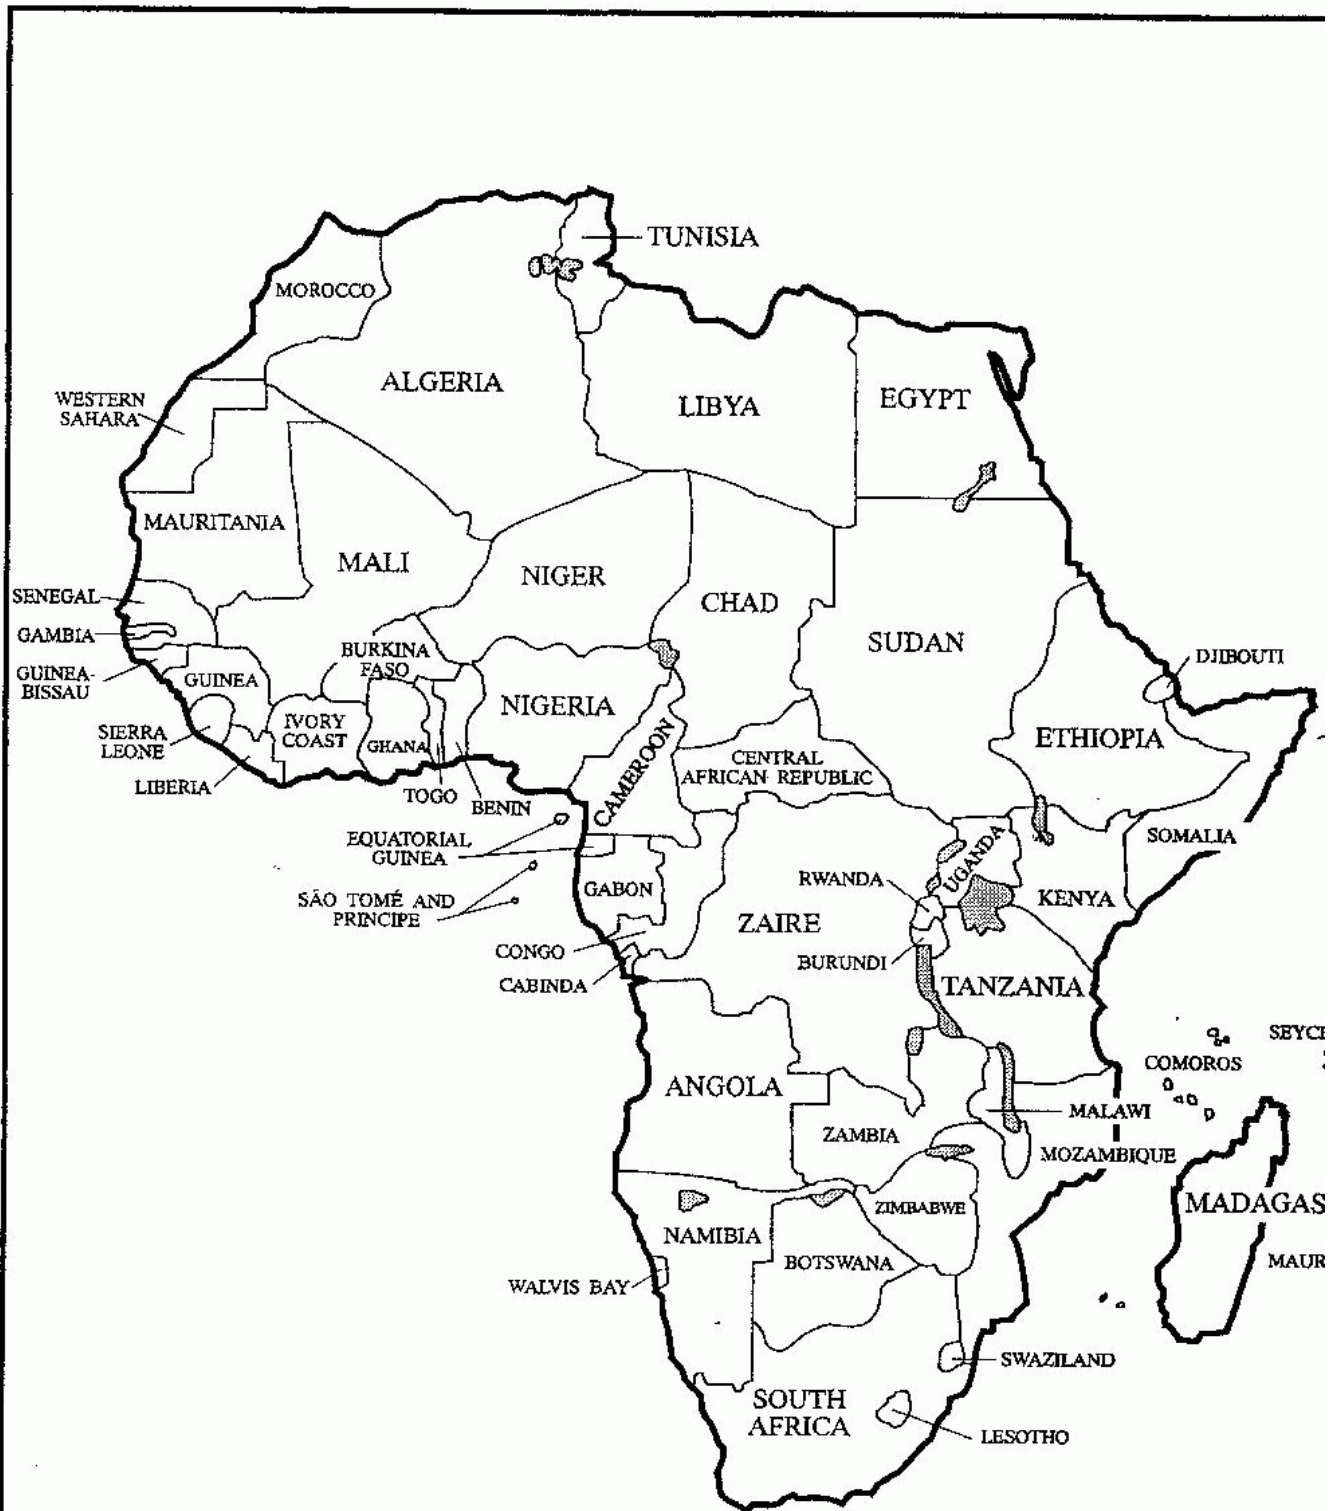 TUNISIA
MOROCCO
ALGERIA
LIBYA
EGYPT
WESTERN
SAHARA
MAURITANIA
MALI
NIGER
CHAD
SUDAN
SENEGAL
GAMBIA
GUINEA-
BISSAU
GUINEA
BURKINA
FASO
NIGERIA
DJIBOUTI
SIERRA
LEONE
IVORY
COAST
GHANA
ETHIOPIA
LIBERIA
TOGO
BENIN
CAMEROON
CENTRAL
AFRICAN REPUBLIC
EQUATORIAL
GUINEA
SOMALIA
UGANDA
RWANDA
KENYA
GABON
SÃO TOMÉ AND
PRINCIPE
ZAIRE
CONGO
CABINDA
BURUNDI
TANZANIA
SEYCE
COMOROS
ANGOLA
MALAWI
ZAMBIA
MOZAMBIQUE
MADAGAS
ZIMBABWE
NAMIBIA
BOTSWANA
MAUR
WALVIS BAY
SWAZILAND
SOUTH
AFRICA
LESOTHO